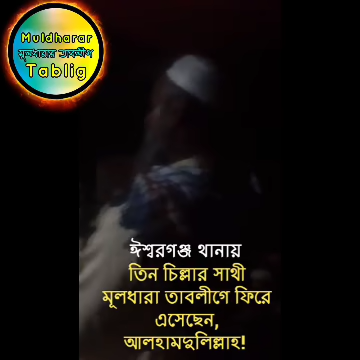 Muldharar
মূলধারার তাবলীগ
Tablig
ঈশ্বরগঞ্জ থানায়
তিন চিল্লার সাথী
মূলধারা তাবলীগে ফিরে
এসেছেন,
আলহামদুলিল্লাহ!